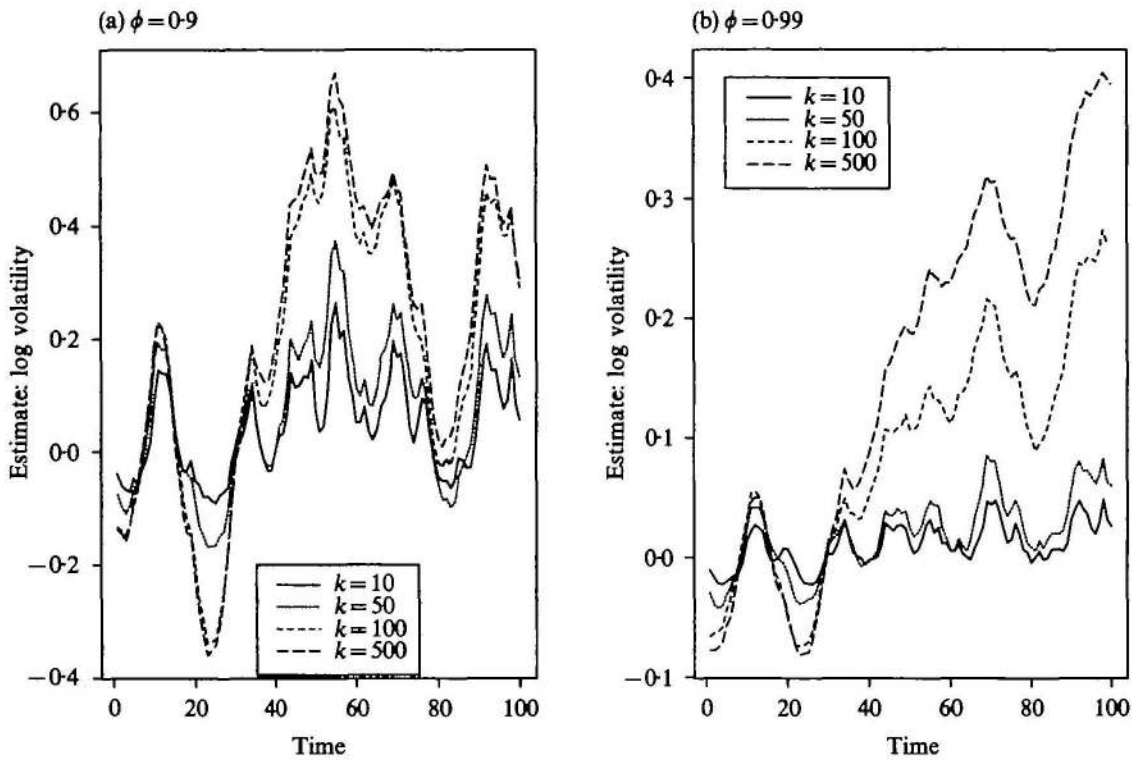 (a) ϕ = 0·9
Estimate: log volatility
0·6
0·4
0·2
0·0
−0·2
−0·4
k = 10
k = 50
k = 100
k = 500
0 20 40 60 80 100
Time
(b) ϕ = 0·99
Estimate: log volatility
0·4
0·3
0·2
0·1
0·0
−0·1
k = 10
k = 50
k = 100
k = 500
0 20 40 60 80 100
Time